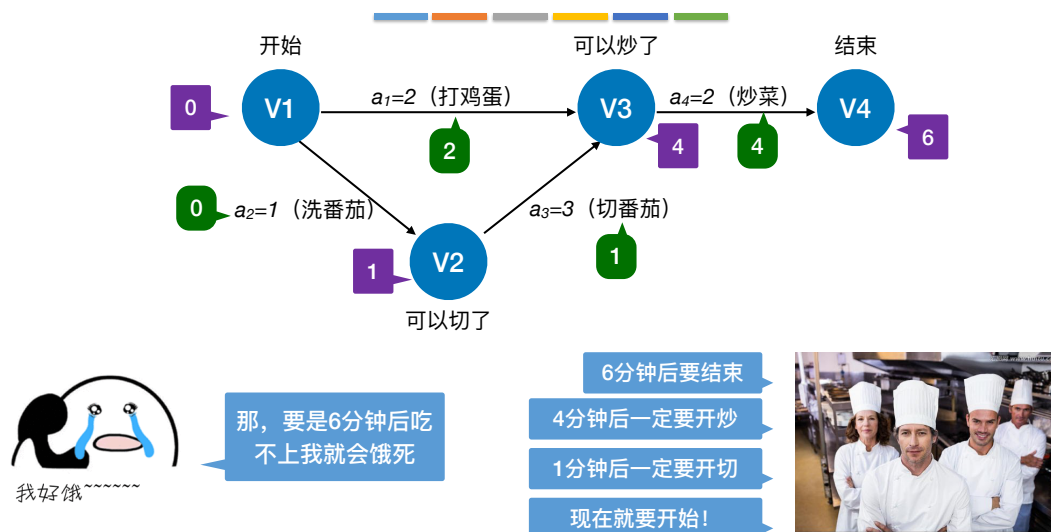 开始
可以炒了
结束
0
V1
a1=2（打鸡蛋）
V3
a4=2（炒菜）
V4
2
4
4
6
0
a2=1（洗番茄）
a3=3（切番茄）
1
V2
1
可以切了
6分钟后要结束
那，要是6分钟后吃
不上我就会饿死
4分钟后一定要开炒
1分钟后一定要开切
现在就要开始！
我好饿~~~~~~